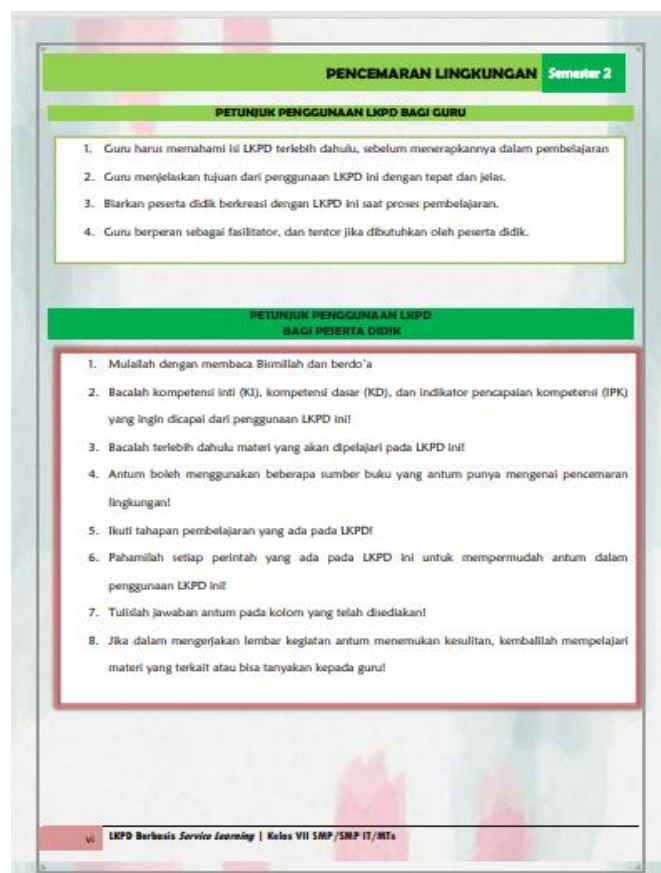 PENCEMARAN LINGKUNGAN Semester 2
PETUNJUK PENGGUNAAN LKPD BAGI GURU
1. Guru harus memahami isi LKPD terlebih dahulu, sebelum menerapkannya dalam pembelajaran
2. Guru menjelaskan tujuan dari penggunaan LKPD ini dengan tepat dan jelas.
3. Biarkan peserta didik berkreasi dengan LKPD ini saat proses pembelajaran.
4. Guru berperan sebagai fasilitator, dan tentor jika dibutuhkan oleh peserta didik.
PETUNJUK PENGGUNAAN LKPD
BAGI PESERTA DIDIK
1. Mulailah dengan membaca Bismillah dan berdo'a
2. Bacalah kompetensi inti (KI), kompetensi dasar (KD), dan indikator pencapaian kompetensi (IPK)
yang ingin dicapai dari penggunaan LKPD ini!
3. Bacalah terlebih dahulu materi yang akan dipelajari pada LKPD ini!
4. Antum boleh menggunakan beberapa sumber buku yang antum punya mengenai pencemaran
lingkungan!
5. Ikuti tahapan pembelajaran yang ada pada LKPD!
6. Pahamilah setiap perintah yang ada pada LKPD ini untuk mempermudah antum dalam
penggunaan LKPD ini!
7. Tulislah jawaban antum pada kolom yang telah disediakan!
8. Jika dalam mengerjakan lembar kegiatan antum menemukan kesulitan, kembalilah mempelajari
materi yang terkait atau bisa tanyakan kepada guru!
vi LKPD Berbasis Service Learning | Kelas VII SMP/SMP IT/MTs